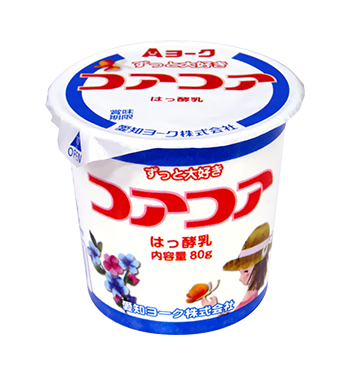 Aヨーク
ずっと大好き
コアコア
はっ酵乳
賞味
期限
愛知ヨーク株式会社
OPEN
ずっと大好き
コアコア
はっ酵乳
内容量 80g
愛知ヨーク株式会社